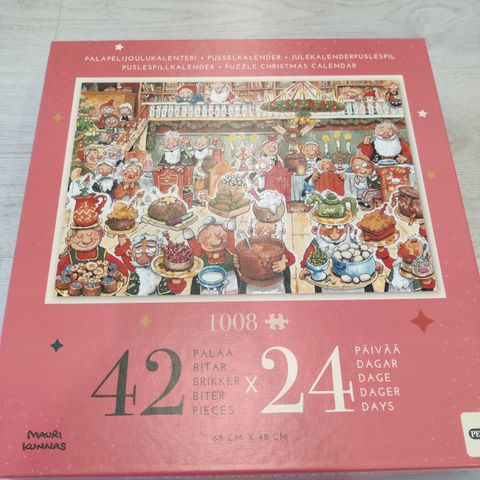 PALAPELIJOULUKALENTERI • PUSSELKALENDER • JULEKALENDERPUSLESPIL
PUSLESPILLKALENDER • PUZZLE CHRISTMAS CALENDAR
1008
42
PALAA
BITAR
BRIKKER
BITER
PIECES
x
24
PÄIVÄÄ
DAGAR
DAGE
DAGER
DAYS
68 CM X 48 CM
MAURI
KUNNAS